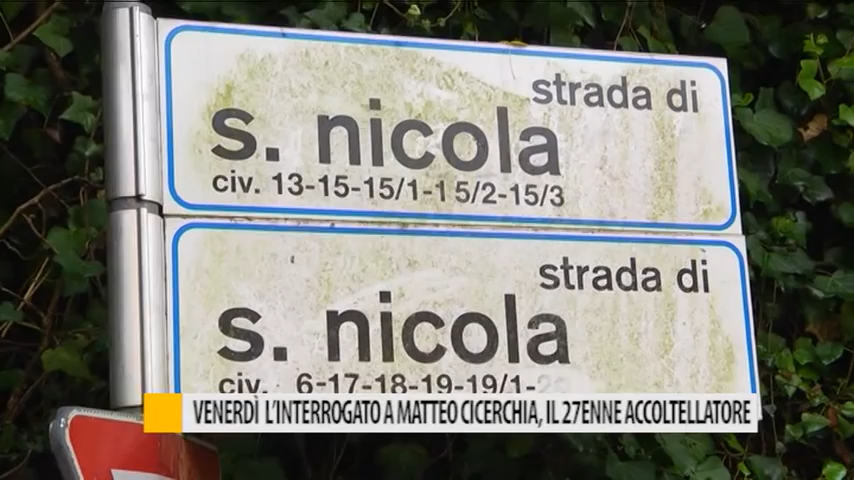 strada di
s. nicola
civ. 13-15-15/1-15/2-15/3
strada di
s. nicola
civ. 6-17-18-19-19/1-
VENERDÌ L'INTERROGATO A MATTEO CICERCHIA, IL 27ENNE ACCOLTELLATORE